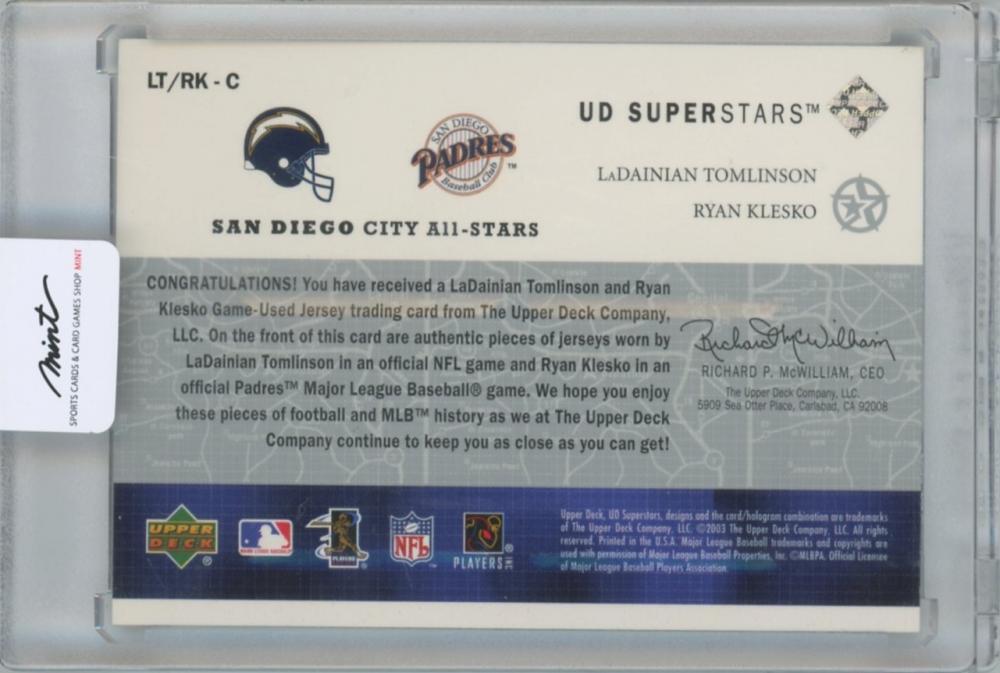 LT/RK - C
SAN DIEGO
PADRES™
Baseball Club
SAN DIEGO CITY All-STARS
UD SUPERSTARS™
LADAINIAN TOMLINSON
RYAN KLESKO
mint
SPORTS CARDS & CARD GAMES SHOP MINT
CONGRATULATIONS! You have received a LaDainian Tomlinson and Ryan
Klesko Game-Used Jersey trading card from The Upper Deck Company,
LLC. On the front of this card are authentic pieces of jerseys worn by
LaDainian Tomlinson in an official NFL game and Ryan Klesko in an
official Padres™ Major League Baseball® game. We hope you enjoy
these pieces of football and MLB™ history as we at The Upper Deck
Company continue to keep you as close as you can get!
Richard McWilliam
RICHARD P. McWILLIAM, CEO
The Upper Deck Company, LLC.
5909 Sea Otter Place, Carlsbad, CA 92008
UPPER
DECK
®
MAJOR LEAGUE BASEBALL
PLAYERS
NFL
PLAYERS INC
Upper Deck, UD Superstars, designs and the card/hologram combination are trademarks
of The Upper Deck Company, LLC. ©2003 The Upper Deck Company, LLC. All rights
reserved. Printed in the U.S.A. Major League Baseball trademarks and copyrights are
used with permission of Major League Baseball Properties, Inc. ©MLBPA. Official Licensee
of Major League Baseball Players Association.